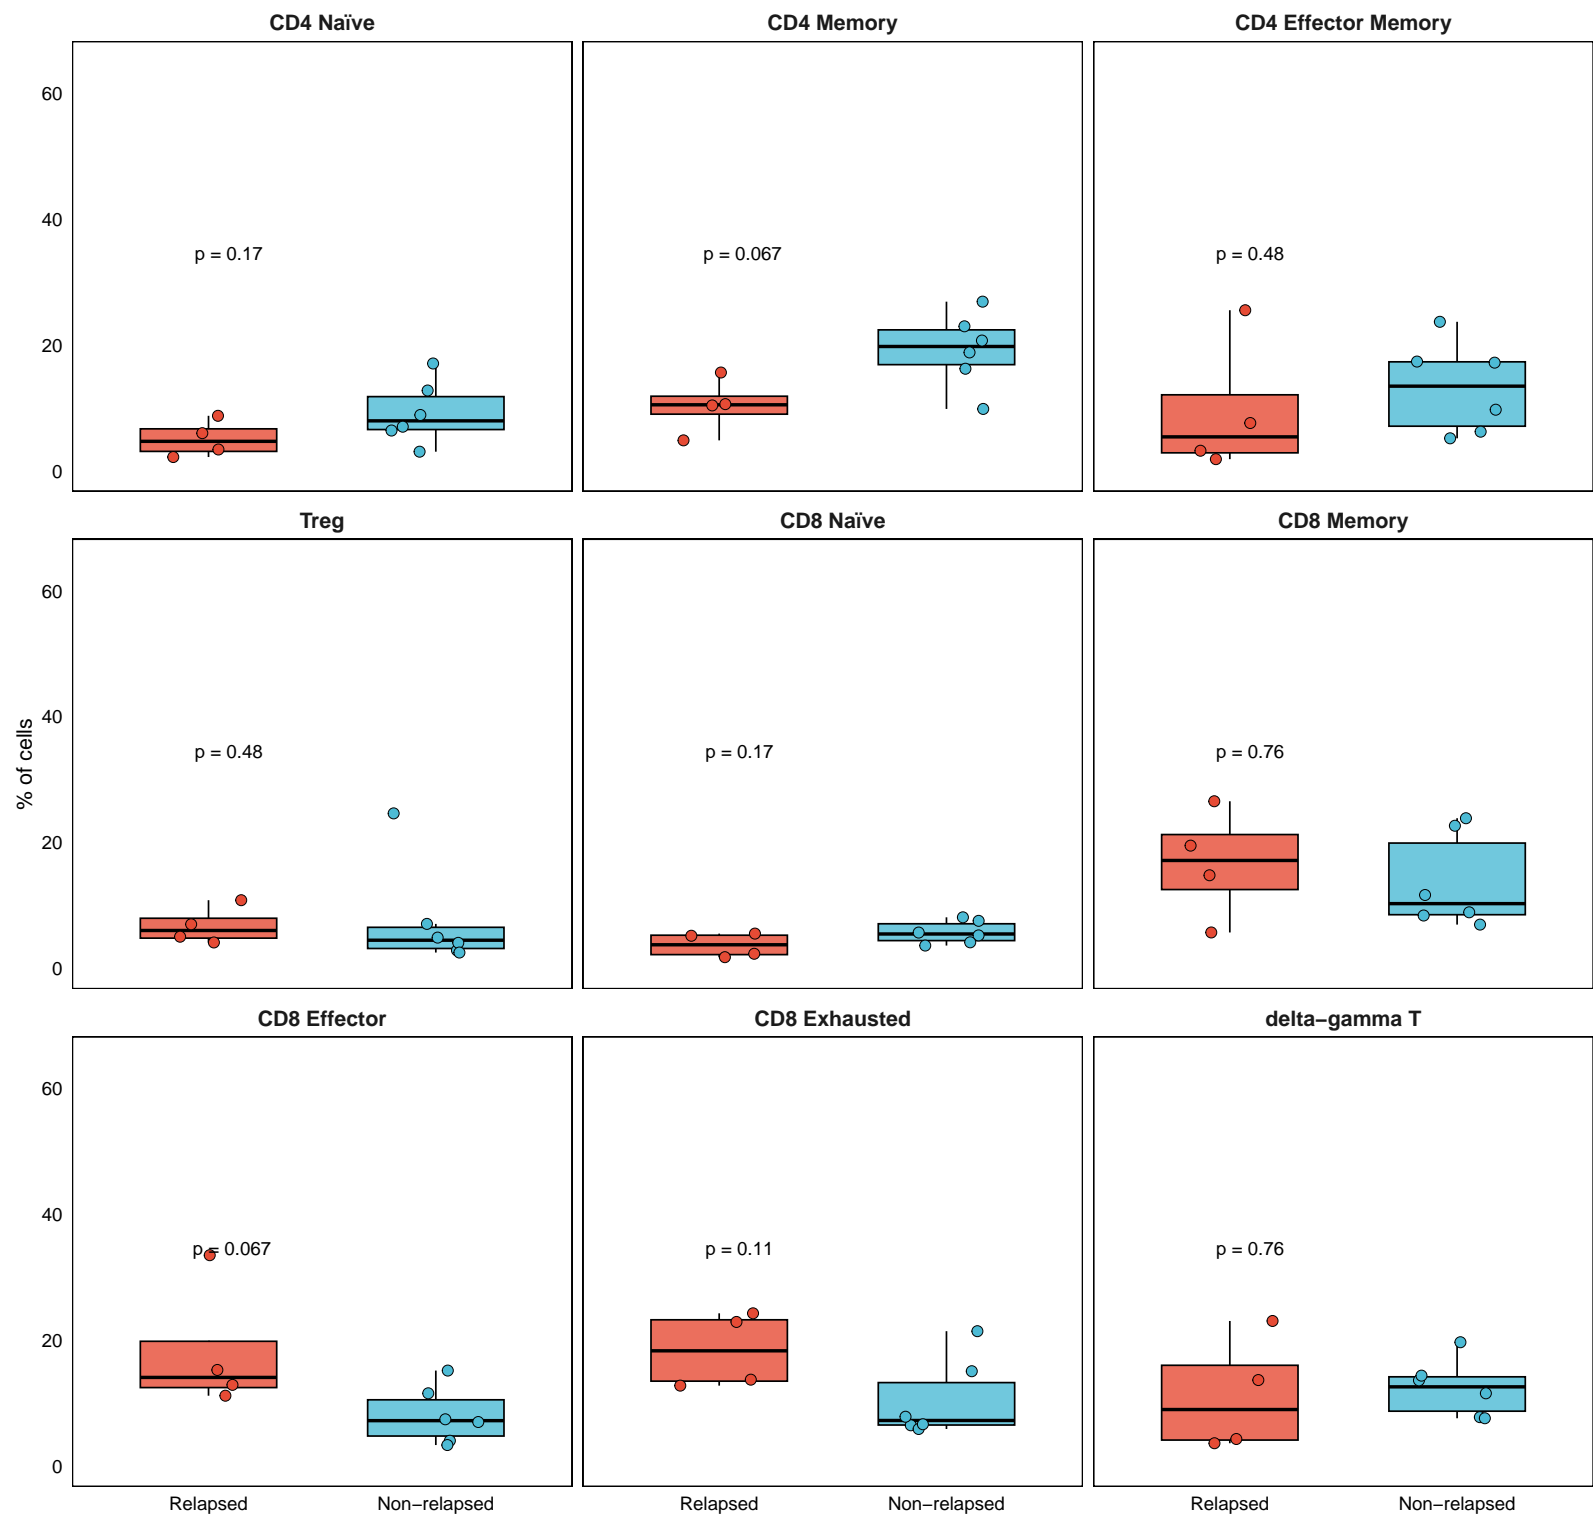 CD4 Naïve
CD4 Memory
CD4 Effector Memory
60
40
20
0
p = 0.17
p = 0.067
p = 0.48
Treg
CD8 Naïve
CD8 Memory
% of cells
60
40
20
0
p = 0.48
p = 0.17
p = 0.76
CD8 Effector
CD8 Exhausted
delta−gamma T
60
40
20
0
p = 0.067
p = 0.11
p = 0.76
Relapsed
Non−relapsed
Relapsed
Non−relapsed
Relapsed
Non−relapsed